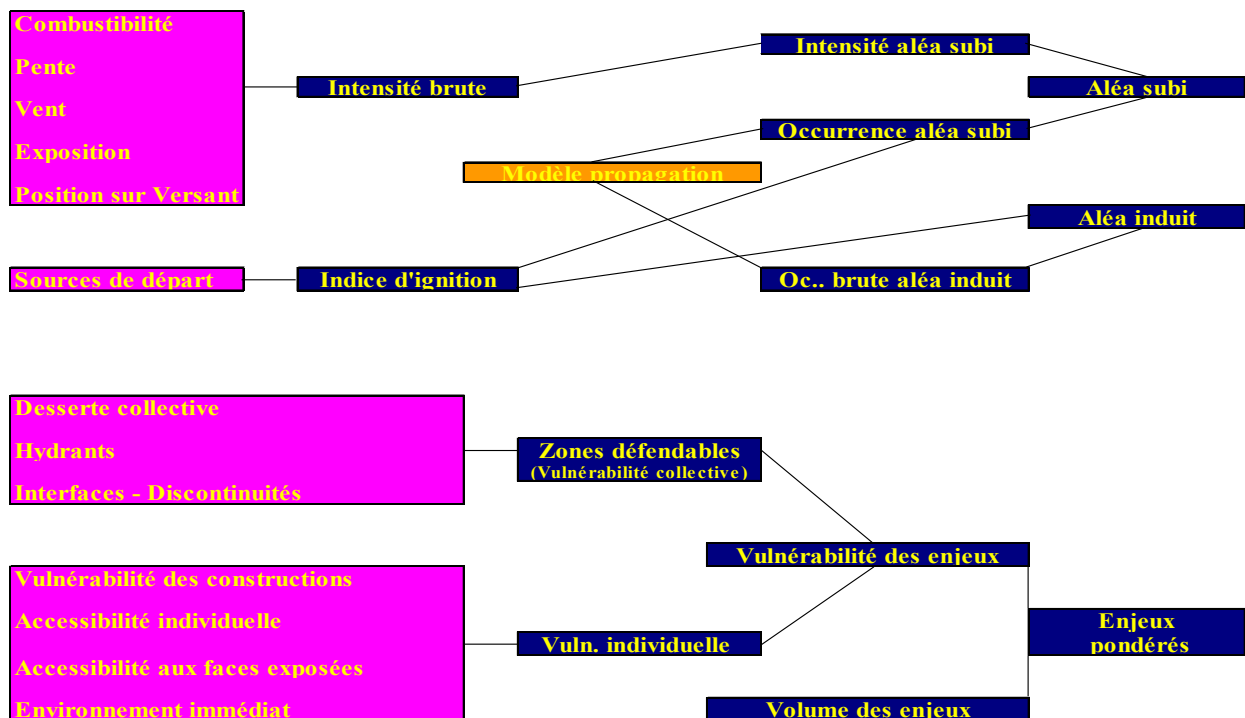 Combustibilité
Pente
Vent
Exposition
Position sur Versant
Intensité brute
Intensité aléa subi
Aléa subi
Occurrence aléa subi
Modèle propagation
Aléa induit
Sources de départ
Indice d'ignition
Oc.. brute aléa induit
Desserte collective
Hydrants
Interfaces - Discontinuités
Zones défendables
(Vulnérabilité collective)
Vulnérabilité des enjeux
Vulnérabilité des constructions
Accessibilité individuelle
Accessibilité aux faces exposées
Environnement immédiat
Vuln. individuelle
Enjeux
pondérés
Volume des enjeux